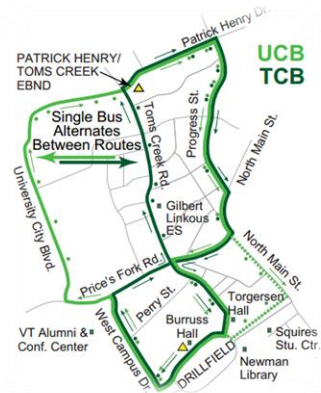 Patrick Henry Dr.
PATRICK HENRY/
TOMS CREEK
EBND
UCB
TCB
Single Bus
Alternates
Between Routes
Toms Creek Rd.
Progress St.
North Main St.
University City Blvd.
Gilbert
Linkous
ES
North Main St.
Price's Fork Rd.
Perry St.
Torgersen
Hall
Burruss
Hall
VT Alumni &
Conf. Center
West Campus Dr.
DRILLFIELD
Squires
Stu. Ctr.
Newman
Library